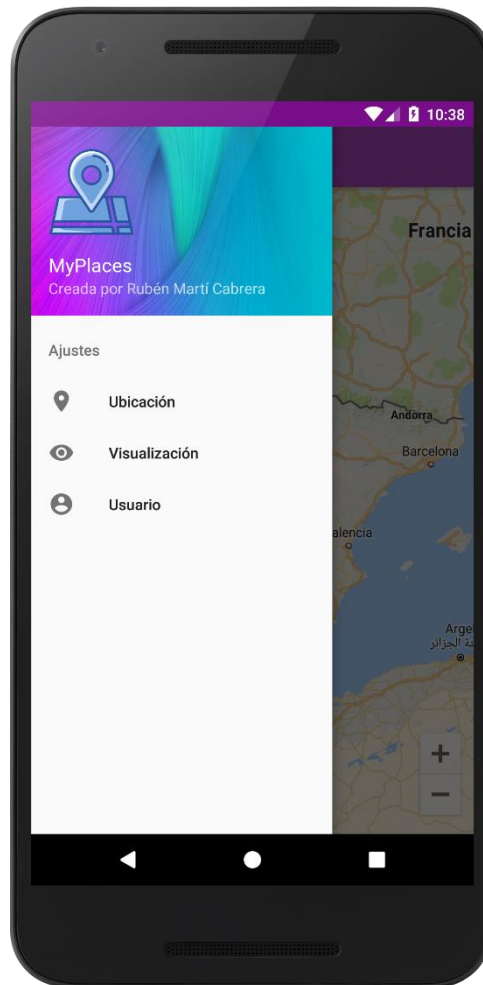 10:38
MyPlaces
Creada por Rubén Martí Cabrera
Ajustes
Ubicación
Visualización
Usuario
Francia
Andorra
Barcelona
alencia
Arge
+
−